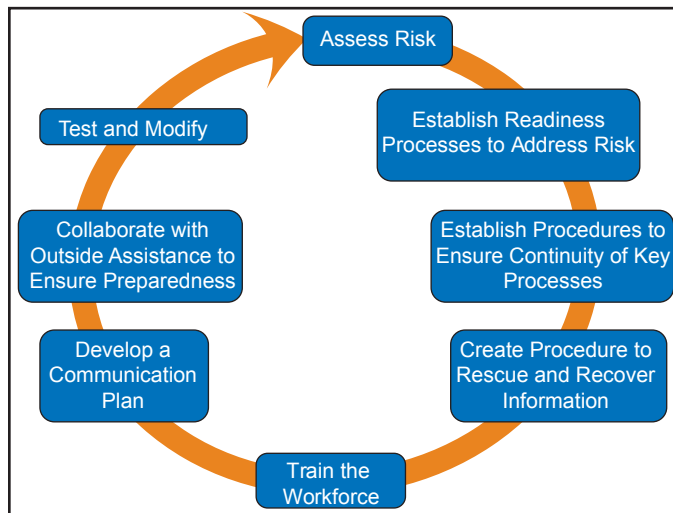 Assess Risk
Establish Readiness
Processes to Address Risk
Establish Procedures to
Ensure Continuity of Key
Processes
Create Procedure to
Rescue and Recover
Information
Train the
Workforce
Develop a
Communication
Plan
Collaborate with
Outside Assistance to
Ensure Preparedness
Test and Modify